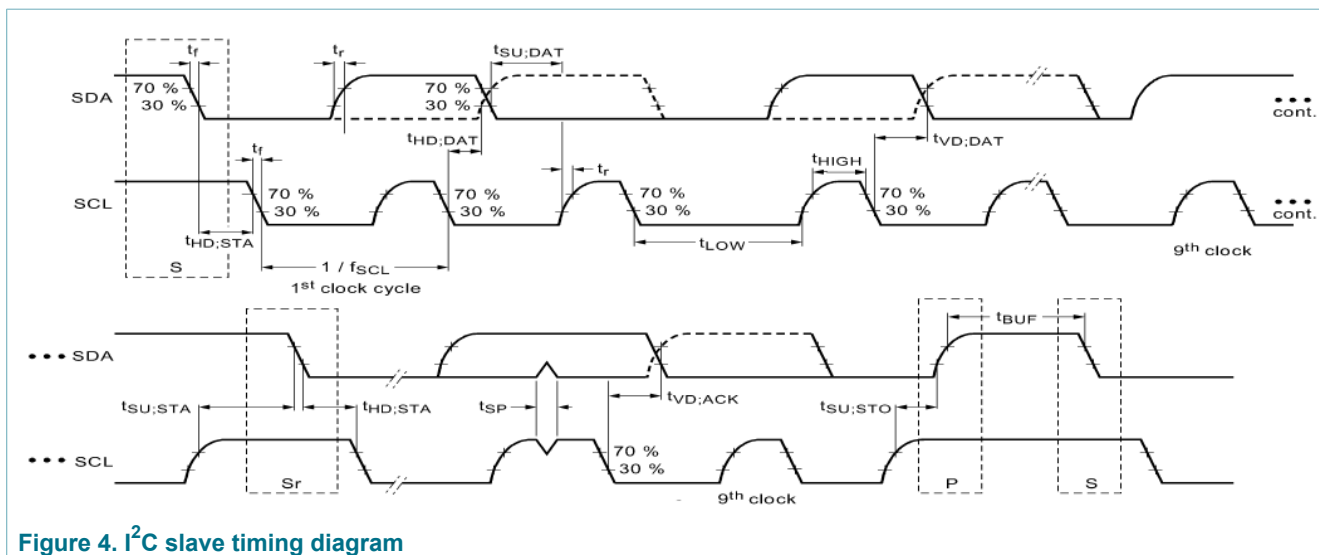 tf tr tSU;DAT
SDA 70 % 30 % 70 % 30 % cont.
tHD;DAT tVD;DAT
tf tr tHIGH
SCL 70 % 30 % 70 % 30 % 70 % 30 % cont.
tHD;STA tLOW 9th clock
S 1 / fSCL
1st clock cycle
tBUF
SDA
tSU;STA tHD;STA tSP tVD;ACK tSU;STO
SCL 70 % 30 %
Sr 9th clock P S
Figure 4. I2C slave timing diagram